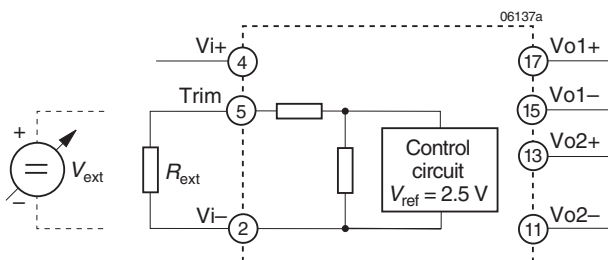 06137a
Vi+
4
17
Vo1+
Trim
5
15
Vo1–
+
Vext
–
Rext
Control
circuit
Vref = 2.5 V
13
Vo2+
Vi–
2
11
Vo2–